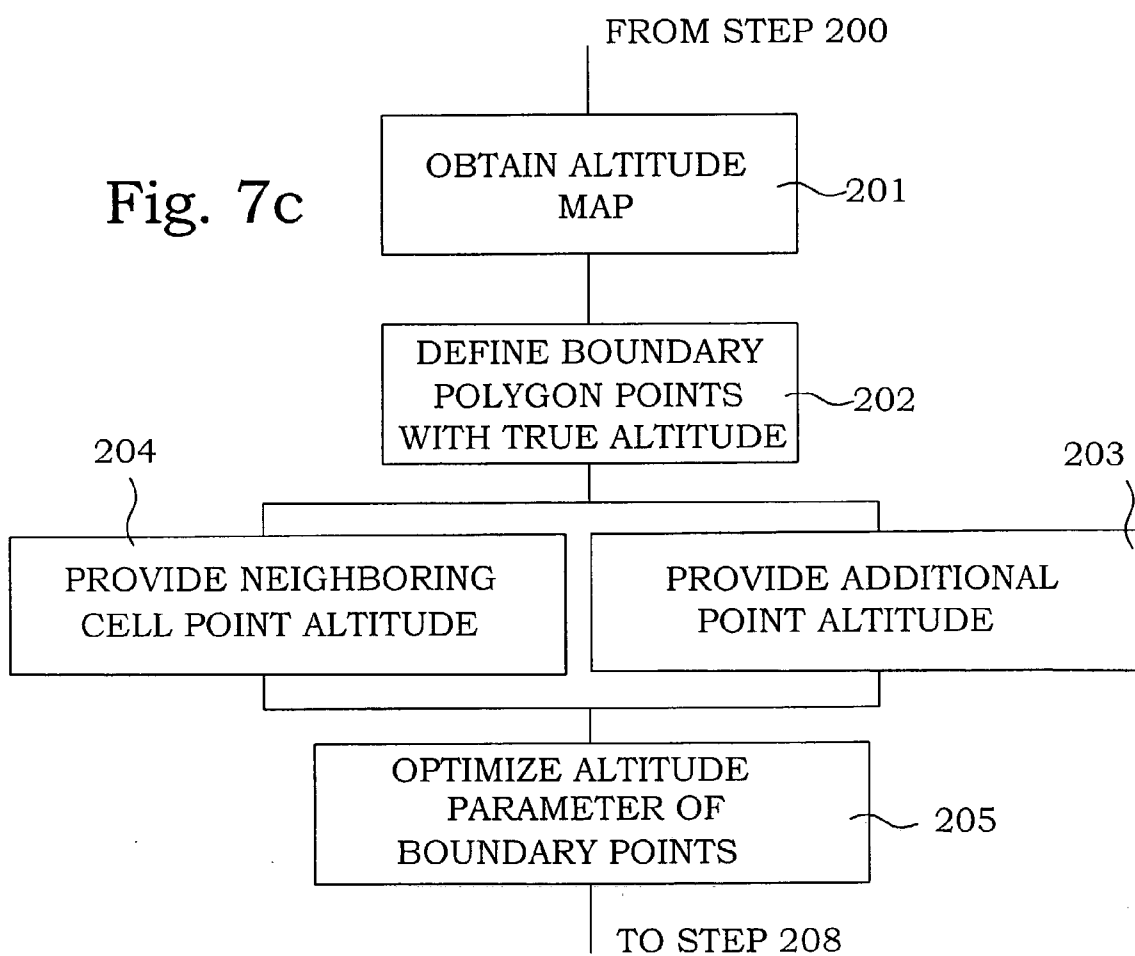 FROM STEP 200
Fig. 7c
OBTAIN ALTITUDE
MAP
201
DEFINE BOUNDARY
POLYGON POINTS
WITH TRUE ALTITUDE
202
204
203
PROVIDE NEIGHBORING
CELL POINT ALTITUDE
PROVIDE ADDITIONAL
POINT ALTITUDE
OPTIMIZE ALTITUDE
PARAMETER OF
BOUNDARY POINTS
205
TO STEP 208